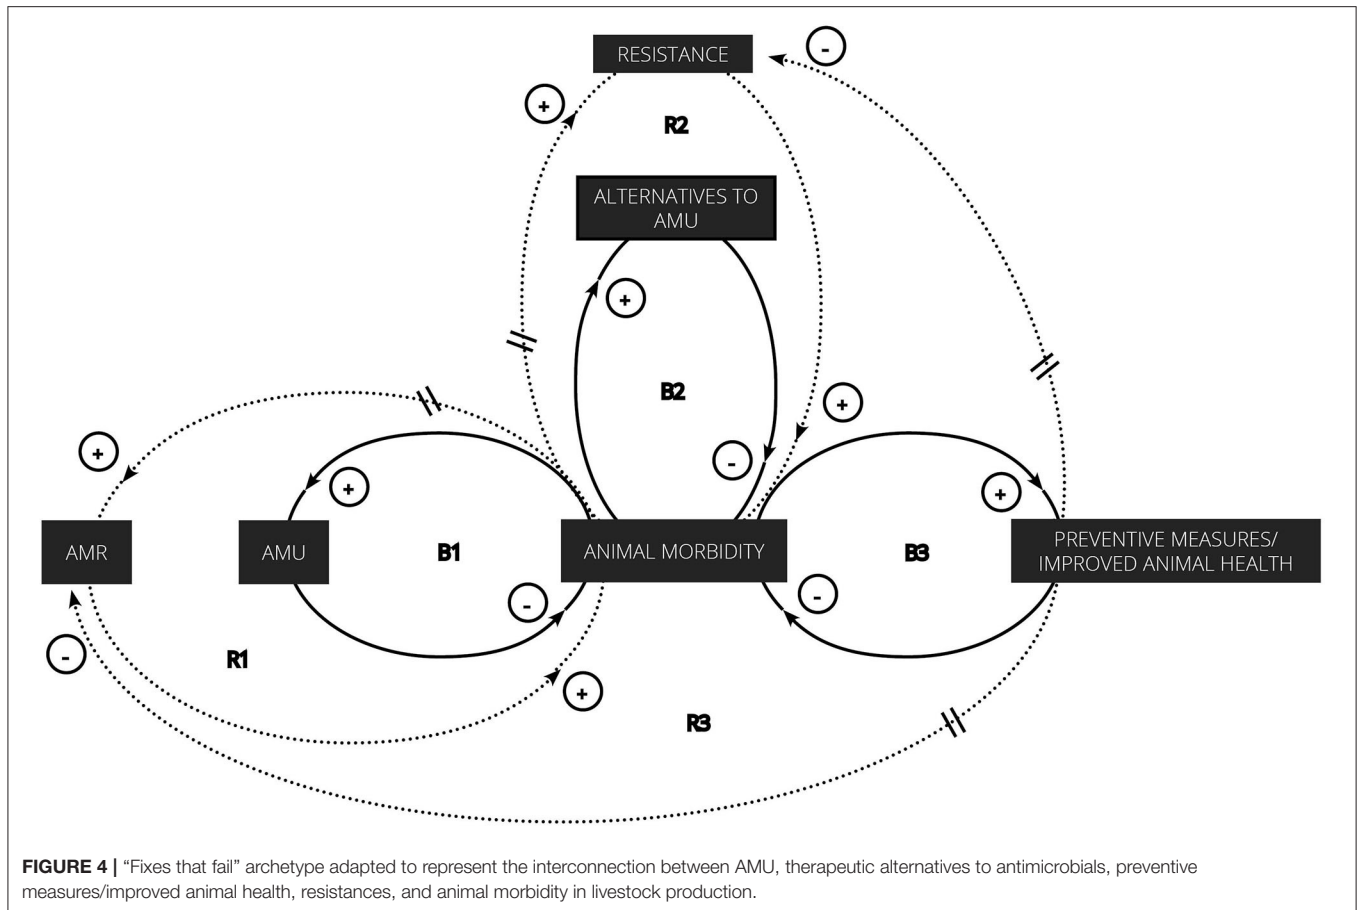 RESISTANCE
-
+
R2
ALTERNATIVES TO
AMU
+
B2
+
+
-
+
+
AMR
AMU
B1
ANIMAL MORBIDITY
B3
PREVENTIVE MEASURES/
IMPROVED ANIMAL HEALTH
-
-
-
R1
+
R3
FIGURE 4 | “Fixes that fail” archetype adapted to represent the interconnection between AMU, therapeutic alternatives to antimicrobials, preventive
measures/improved animal health, resistances, and animal morbidity in livestock production.